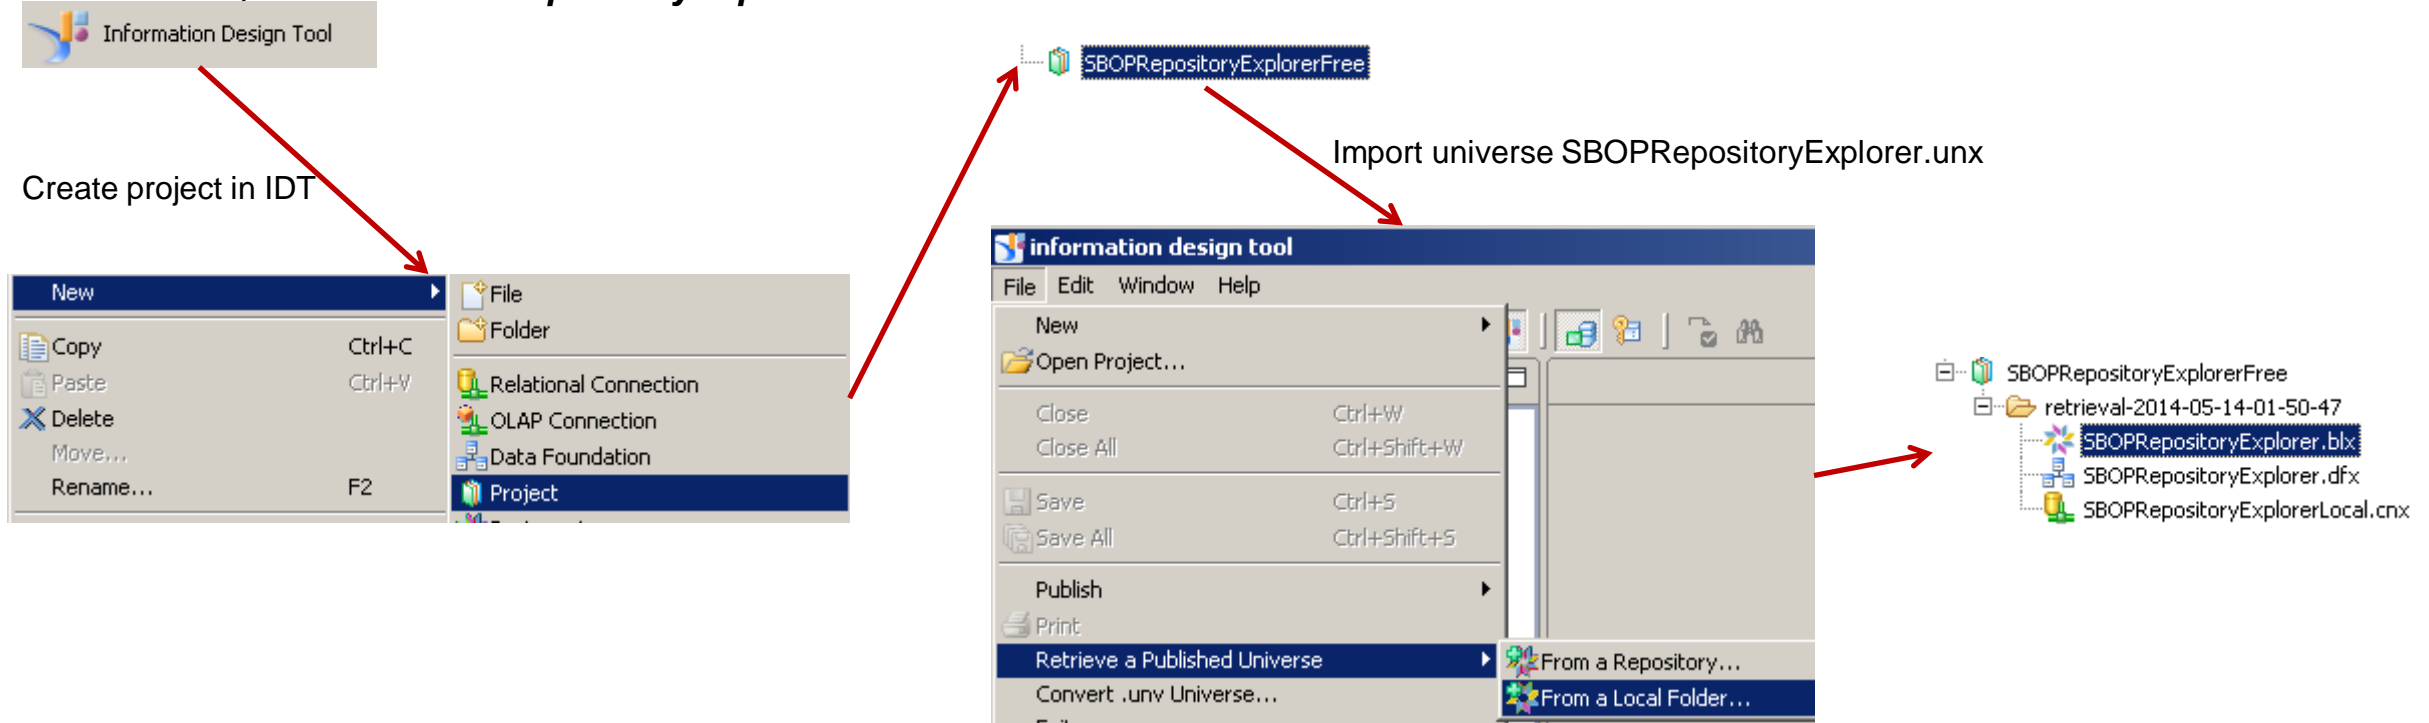 Information Design Tool
Create project in IDT
New
Copy Ctrl+C
Paste Ctrl+V
Delete
Move...
Rename... F2
File
Folder
Relational Connection
OLAP Connection
Data Foundation
Project
SBOPRepositoryExplorerFree
Import universe SBOPRepositoryExplorer.unx
information design tool
File Edit Window Help
New
Open Project...
Close Ctrl+W
Close All Ctrl+Shift+W
Save Ctrl+S
Save All Ctrl+Shift+S
Publish
Print
Retrieve a Published Universe
Convert .unv Universe...
From a Repository...
From a Local Folder...
SBOPRepositoryExplorerFree
retrieval-2014-05-14-01-50-47
SBOPRepositoryExplorer.blx
SBOPRepositoryExplorer.dfx
SBOPRepositoryExplorerLocal.cnx